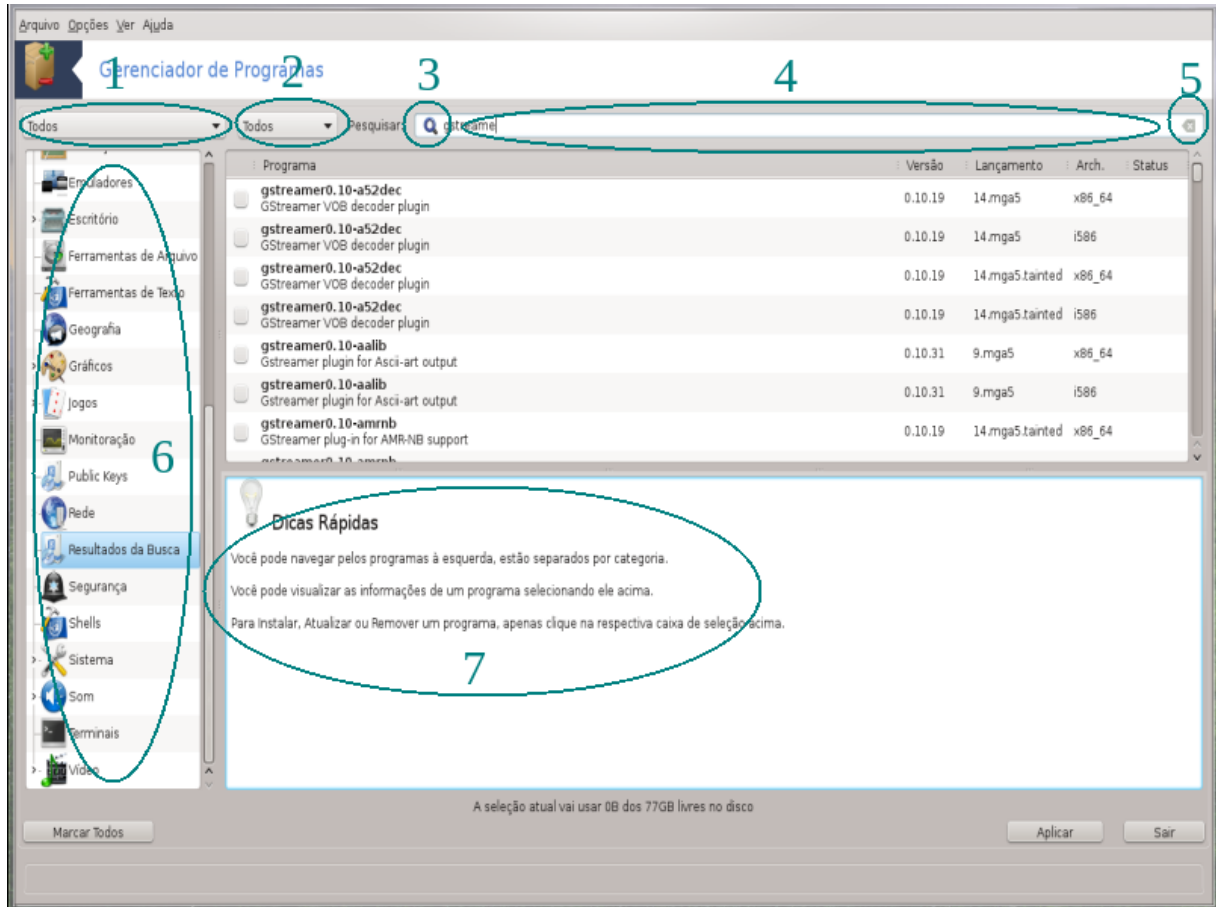 Arquivo Opções Ver Ajuda
Gerenciador de Programas
1
2
3
4
5
Todos
Todos
Pesquisar:
gstreame
Programa Versão Lançamento Arch. Status
gstreamer0.10-a52dec
GStreamer VOB decoder plugin
0.10.19 14.mga5 x86_64
gstreamer0.10-a52dec
GStreamer VOB decoder plugin
0.10.19 14.mga5 i586
gstreamer0.10-a52dec
GStreamer VOB decoder plugin
0.10.19 14.mga5.tainted x86_64
gstreamer0.10-a52dec
GStreamer VOB decoder plugin
0.10.19 14.mga5.tainted i586
gstreamer0.10-aalib
Gstreamer plugin for Ascii-art output
0.10.31 9.mga5 x86_64
gstreamer0.10-aalib
Gstreamer plugin for Ascii-art output
0.10.31 9.mga5 i586
gstreamer0.10-amrnb
GStreamer plug-in for AMR-NB support
0.10.19 14.mga5.tainted x86_64
gstreamer0.10-amrnb
Emuladores
Escritório
Ferramentas de Arquivo
Ferramentas de Texto
Geografia
Gráficos
Jogos
Monitoração
6
Public Keys
Rede
Resultados da Busca
Segurança
Shells
Sistema
Som
Terminais
Vídeo
Dicas Rápidas
Você pode navegar pelos programas à esquerda, estão separados por categoria.
Você pode visualizar as informações de um programa selecionando ele acima.
Para Instalar, Atualizar ou Remover um programa, apenas clique na respectiva caixa de seleção acima.
7
A seleção atual vai usar 0B dos 77GB livres no disco
Marcar Todos
Aplicar
Sair